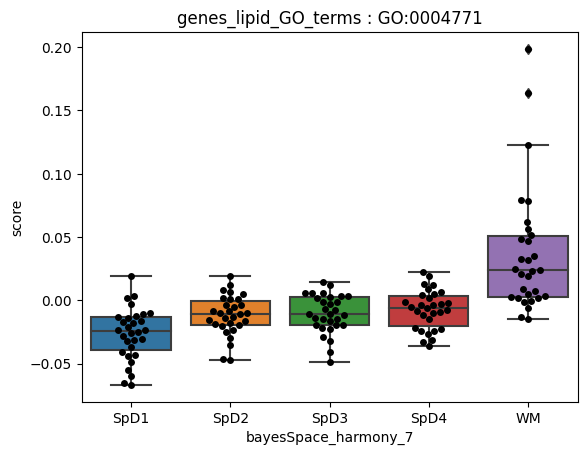 genes_lipid_GO_terms : GO:0004771
0.20
0.15
0.10
0.05
0.00
−0.05
score
SpD1 SpD2 SpD3 SpD4 WM
bayesSpace_harmony_7